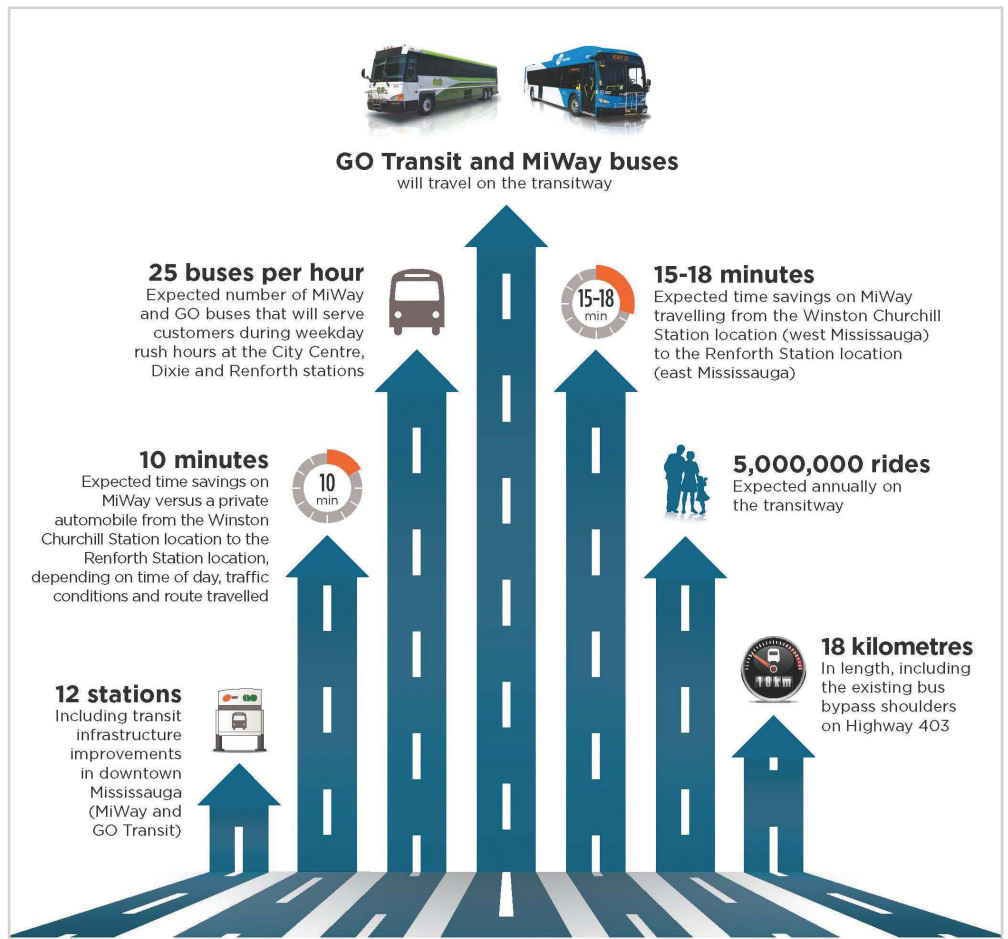 GO Transit and MiWay buses
will travel on the transitway
25 buses per hour
Expected number of MiWay
and GO buses that will serve
customers during weekday
rush hours at the City Centre,
Dixie and Renforth stations
15-18
min
15-18 minutes
Expected time savings on MiWay
travelling from the Winston Churchill
Station location (west Mississauga)
to the Renforth Station location
(east Mississauga)
10 minutes
Expected time savings on
MiWay versus a private
automobile from the Winston
Churchill Station location to the
Renforth Station location,
depending on time of day, traffic
conditions and route travelled
10
min
5,000,000 rides
Expected annually on
the transitway
12 stations
Including transit
infrastructure
improvements
in downtown
Mississauga
(MiWay and
GO Transit)
GO
18km
18 kilometres
In length, including
the existing bus
bypass shoulders
on Highway 403